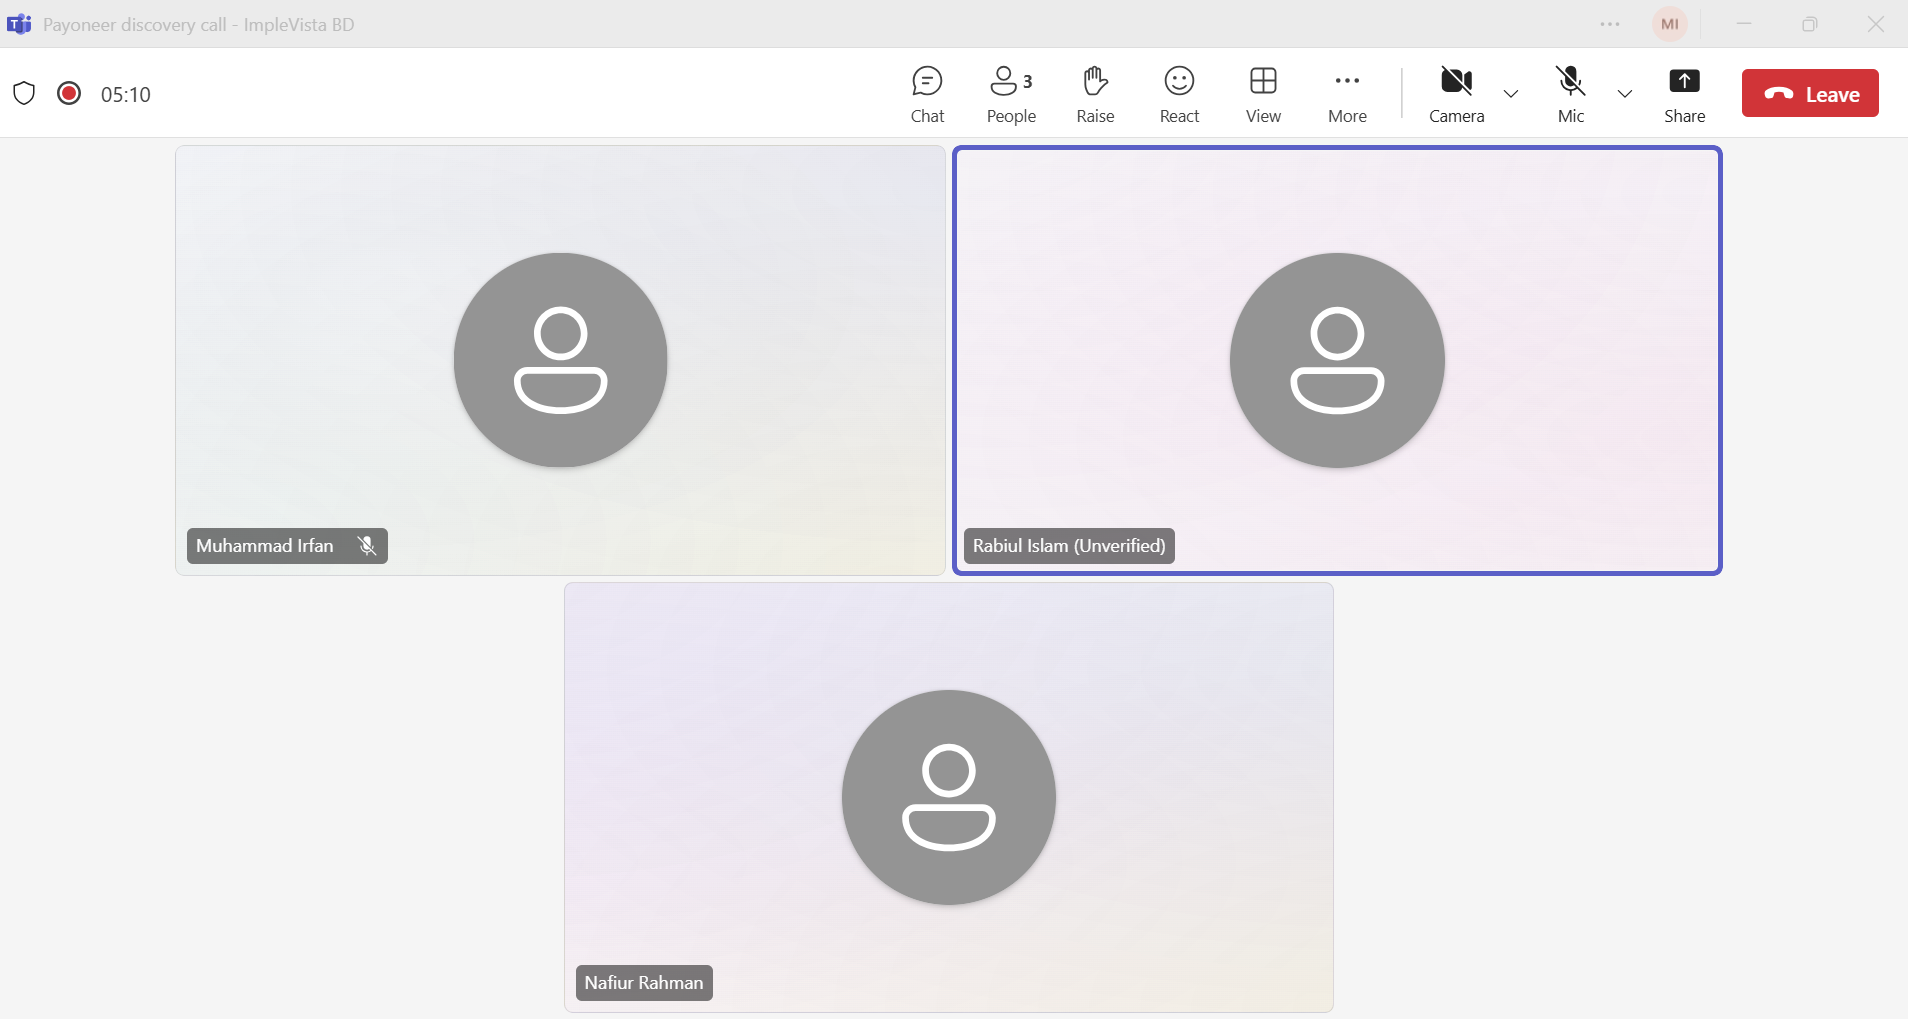 Payoneer discovery call - ImpleVista BD
MI
05:10
Chat
People 3
Raise
React
View
More
Camera
Mic
Share
Leave
Muhammad Irfan
Rabiul Islam (Unverified)
Nafiur Rahman